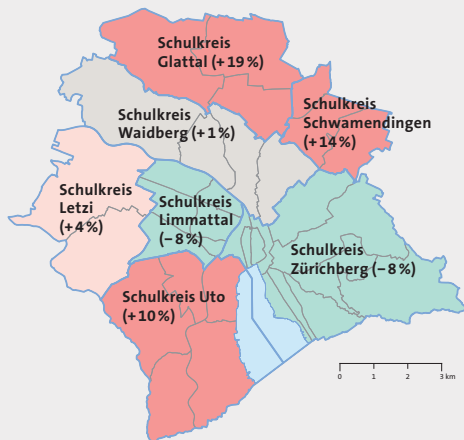 Schulkreis
Glattal (+19 %)
Schulkreis
Schwamendingen
(+14 %)
Schulkreis
Waidberg (+1 %)
Schulkreis
Letzi
(+4 %)
Schulkreis
Limmattal
(– 8 %)
Schulkreis
Zürichberg (– 8 %)
Schulkreis Uto
(+10 %)
0 1 2 3 km